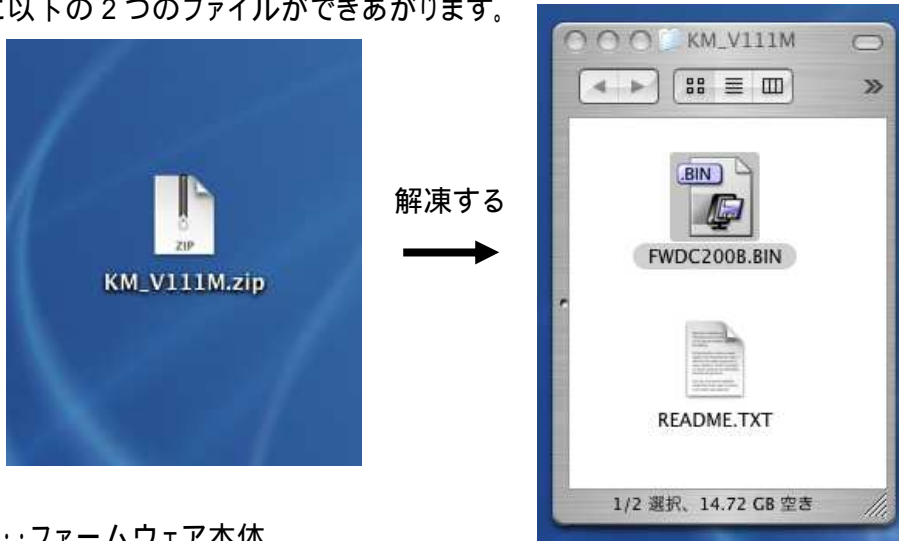 以下の2つのファイルができあがります。
ZIP
KM_V111M.zip
解凍する
KM_V111M
.BIN
FWDC200B.BIN
README.TXT
1/2 選択、14.72 GB 空き
‥ファームウェア本体